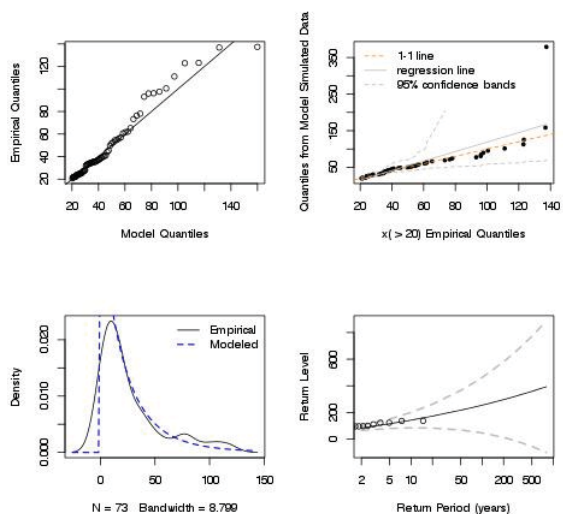 Empirical Quantiles
20 40 60 80 120
20 40 60 80 100 140
Model Quantiles
Quantiles from Model Simulated Data
50 150 250 350
1-1 line
regression line
95% confidence bands
20 40 60 80 100 120 140
x( > 20) Empirical Quantiles
Density
0.000 0.010 0.020
Empirical
Modeled
0 50 100 150
N = 73 Bandwidth = 8.799
Return Level
0 200 600
2 5 10 50 200 500
Return Period (years)